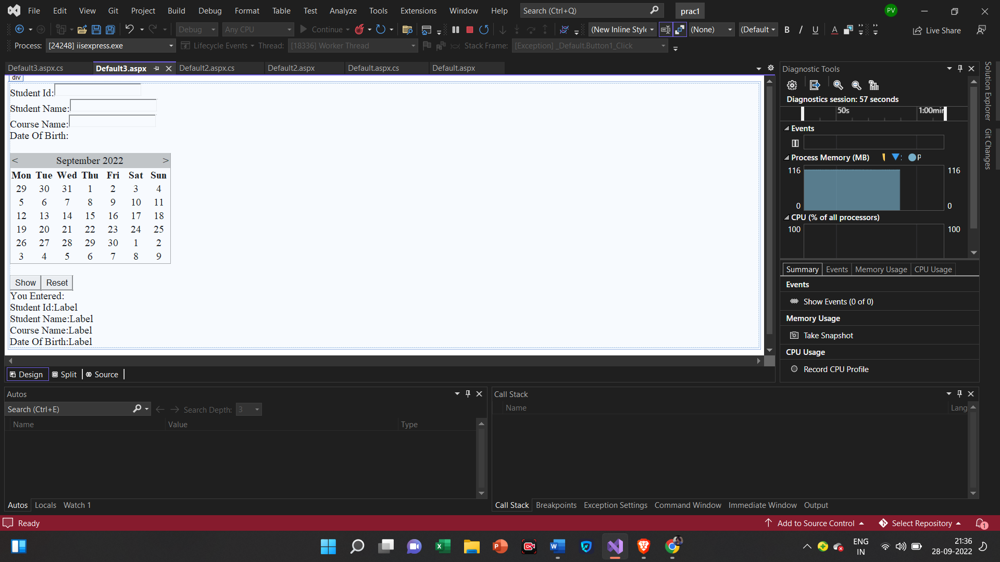 File Edit View Git Project Build Debug Format Table Test Analyze Tools Extensions Window Help Search (Ctrl+Q) prac1 PV
Debug Any CPU Continue (New Inline Style (None) (Default B I U A Live Share
Process: [24248] iisexpress.exe Lifecycle Events Thread: [18336] Worker Thread Stack Frame: [Exception] _Default.Button1_Click
Default3.aspx.cs Default3.aspx Default2.aspx.cs Default2.aspx Default.aspx.cs Default.aspx
div
Student Id:
Student Name:
Course Name:
Date Of Birth:
< September 2022 >
Mon Tue Wed Thu Fri Sat Sun
29 30 31 1 2 3 4
5 6 7 8 9 10 11
12 13 14 15 16 17 18
19 20 21 22 23 24 25
26 27 28 29 30 1 2
3 4 5 6 7 8 9
Show Reset
You Entered:
Student Id:Label
Student Name:Label
Course Name:Label
Date Of Birth:Label
Design Split Source
Diagnostic Tools
Diagnostics session: 57 seconds
50s 1:00min
Events
Process Memory (MB) P
116 116
0 0
CPU (% of all processors)
100 100
Summary Events Memory Usage CPU Usage
Events
Show Events (0 of 0)
Memory Usage
Take Snapshot
CPU Usage
Record CPU Profile
Solution Explorer
Git Changes
Autos
Search (Ctrl+E) Search Depth: 3
Name Value Type
Autos Locals Watch 1
Call Stack
Name Lang
Call Stack Breakpoints Exception Settings Command Window Immediate Window Output
Ready Add to Source Control Select Repository 1
ENG
IN
21:36
28-09-2022